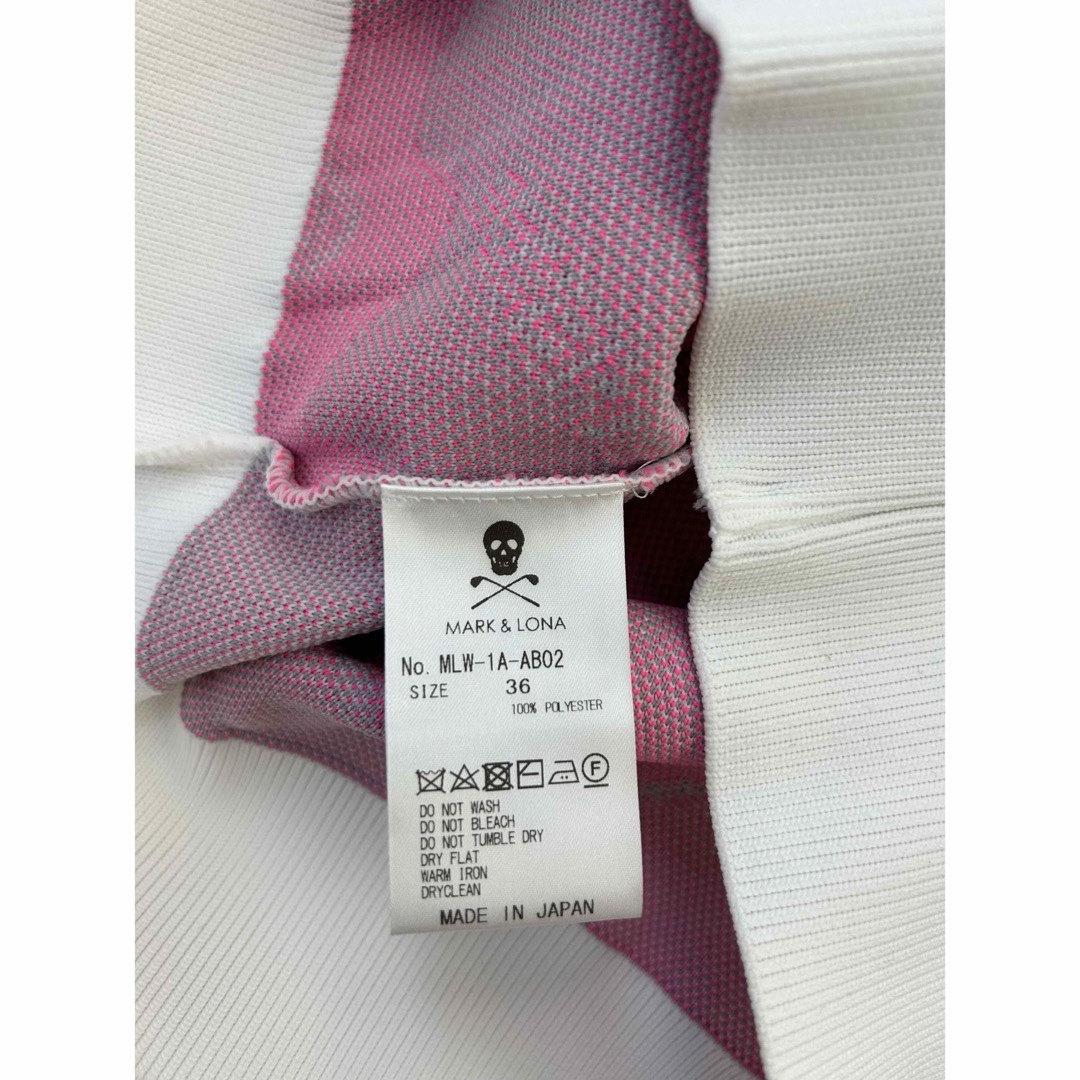 MARK & LONA
No. MLW-1A-AB02
SIZE 36
100% POLYESTER
F
DO NOT WASH
DO NOT BLEACH
DO NOT TUMBLE DRY
DRY FLAT
WARM IRON
DRYCLEAN
MADE IN JAPAN